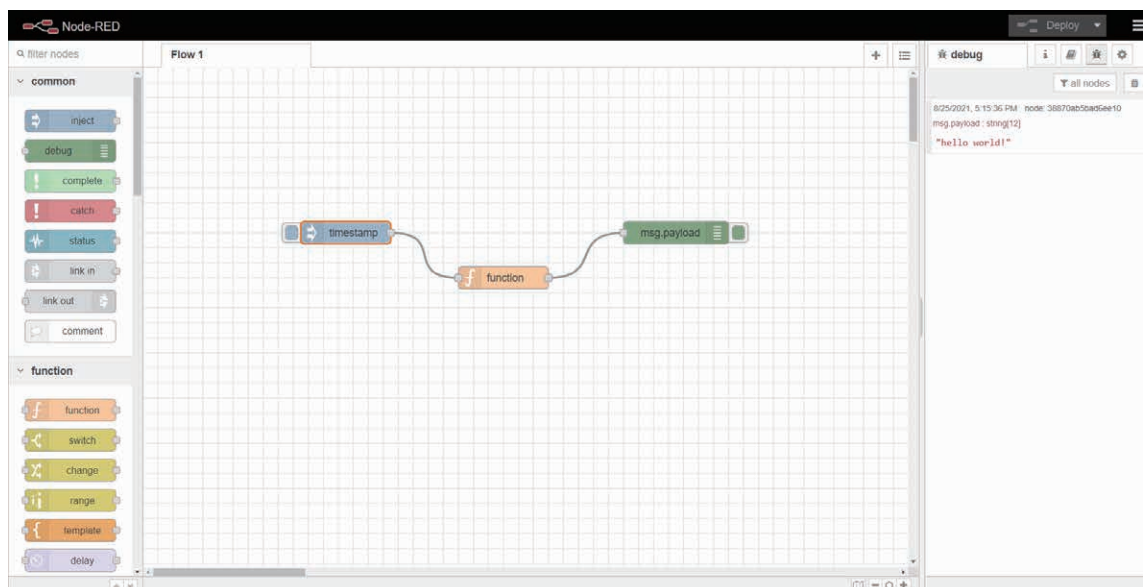 Node-RED
Deploy
filter nodes
Flow 1
debug
i
all nodes
common
inject
debug
complete
catch
status
link in
link out
comment
function
function
switch
change
range
template
delay
timestamp
function
msg.payload
8/25/2021, 5:15:36 PM node: 38870ab5bad6ee10
msg.payload : string[12]
"hello world!"